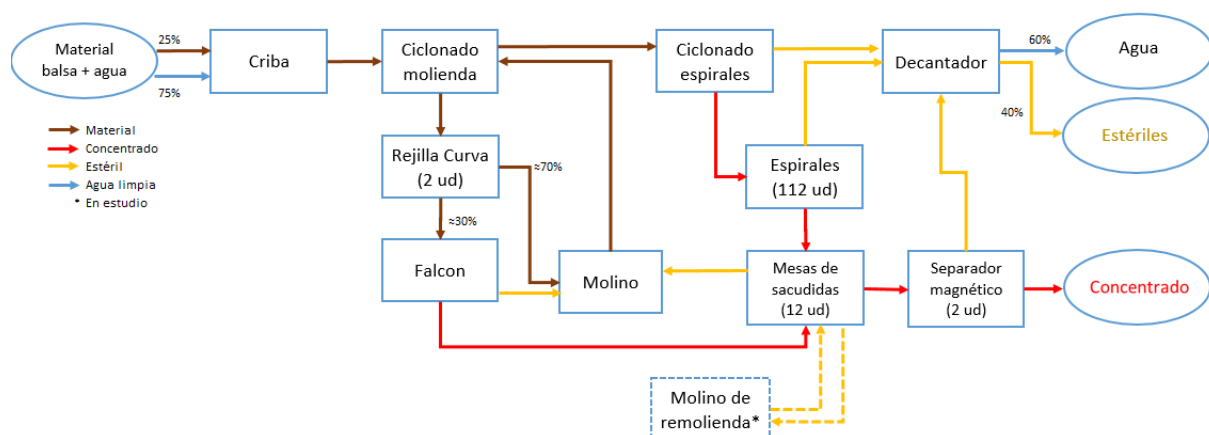 Material
balsa + agua
25%
75%
Criba
Ciclonado
molienda
Ciclonado
espirales
Decantador
60%
Agua
40%
Estériles
Material
Concentrado
Estéril
Agua limpia
* En estudio
Rejilla Curva
(2 ud)
≈70%
≈30%
Espirales
(112 ud)
Falcon
Molino
Mesas de
sacudidas
(12 ud)
Separador
magnético
(2 ud)
Concentrado
Molino de
remolienda*